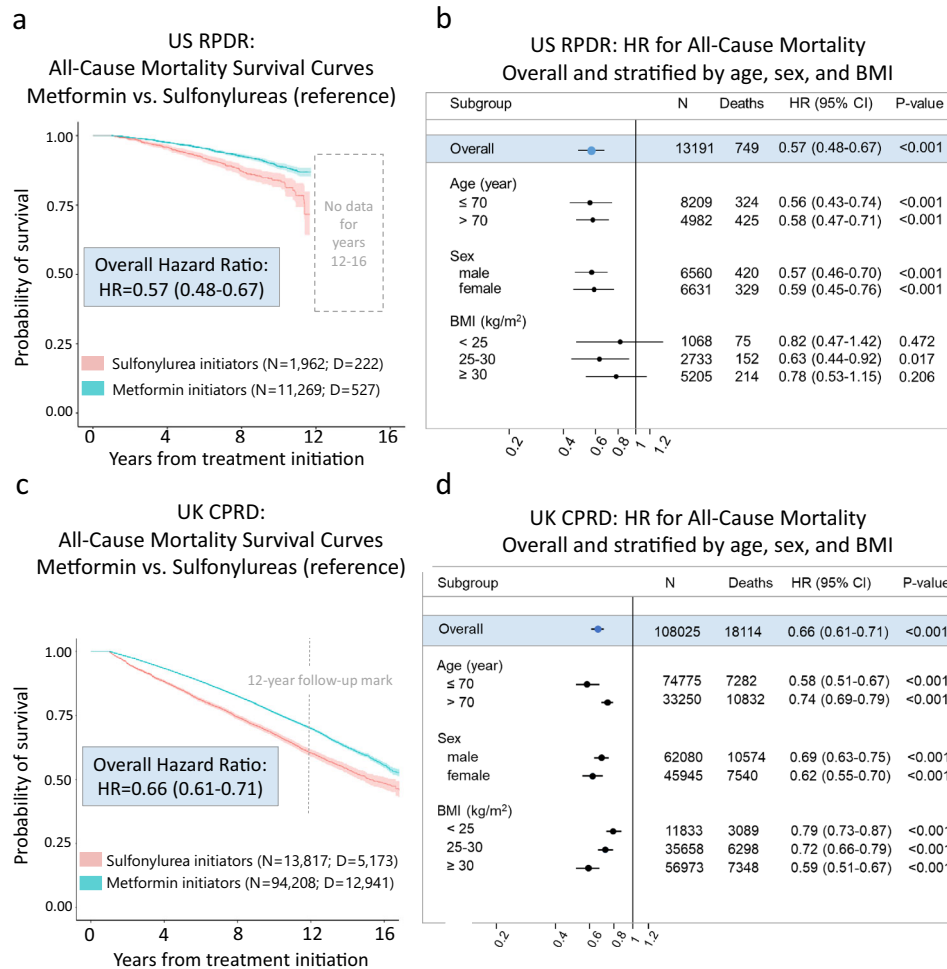 a
US RPDR:
All-Cause Mortality Survival Curves
Metformin vs. Sulfonylureas (reference)
Probability of survival
1.00
0.75
0.50
0.25
0.00
No data
for
years
12-16
Overall Hazard Ratio:
HR=0.57 (0.48-0.67)
Sulfonylurea initiators (N=1,962; D=222)
Metformin initiators (N=11,269; D=527)
0 4 8 12 16
Years from treatment initiation
b
US RPDR: HR for All-Cause Mortality
Overall and stratified by age, sex, and BMI
Subgroup N Deaths HR (95% CI) P-value
Overall 13191 749 0.57 (0.48-0.67) <0.001
Age (year)
≤ 70 8209 324 0.56 (0.43-0.74) <0.001
> 70 4982 425 0.58 (0.47-0.71) <0.001
Sex
male 6560 420 0.57 (0.46-0.70) <0.001
female 6631 329 0.59 (0.45-0.76) <0.001
BMI (kg/m²)
< 25 1068 75 0.82 (0.47-1.42) 0.472
25-30 2733 152 0.63 (0.44-0.92) 0.017
≥ 30 5205 214 0.78 (0.53-1.15) 0.206
0.2 0.4 0.6 0.8 1 1.2
c
UK CPRD:
All-Cause Mortality Survival Curves
Metformin vs. Sulfonylureas (reference)
Probability of survival
1.00
0.75
0.50
0.25
0.00
12-year follow-up mark
Overall Hazard Ratio:
HR=0.66 (0.61-0.71)
Sulfonylurea initiators (N=13,817; D=5,173)
Metformin initiators (N=94,208; D=12,941)
0 4 8 12 16
Years from treatment initiation
d
UK CPRD: HR for All-Cause Mortality
Overall and stratified by age, sex, and BMI
Subgroup N Deaths HR (95% CI) P-value
Overall 108025 18114 0.66 (0.61-0.71) <0.001
Age (year)
≤ 70 74775 7282 0.58 (0.51-0.67) <0.001
> 70 33250 10832 0.74 (0.69-0.79) <0.001
Sex
male 62080 10574 0.69 (0.63-0.75) <0.001
female 45945 7540 0.62 (0.55-0.70) <0.001
BMI (kg/m²)
< 25 11833 3089 0.79 (0.73-0.87) <0.001
25-30 35658 6298 0.72 (0.66-0.79) <0.001
≥ 30 56973 7348 0.59 (0.51-0.67) <0.001
0.2 0.4 0.6 0.8 1 1.2